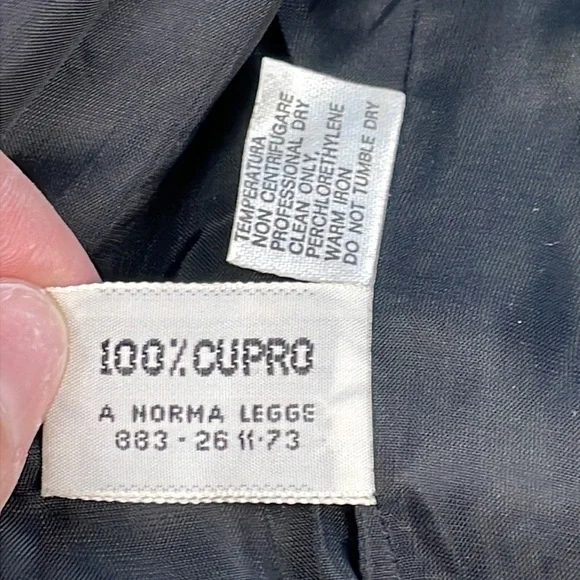 TEMPERATURA
NON CENTRIFUGARE
PROFESSIONAL DRY
CLEAN ONLY,
PERCHLORETHYLENE
WARM IRON
DO NOT TUMBLE DRY
100% CUPRO
A NORMA LEGGE
883 - 26 11-73